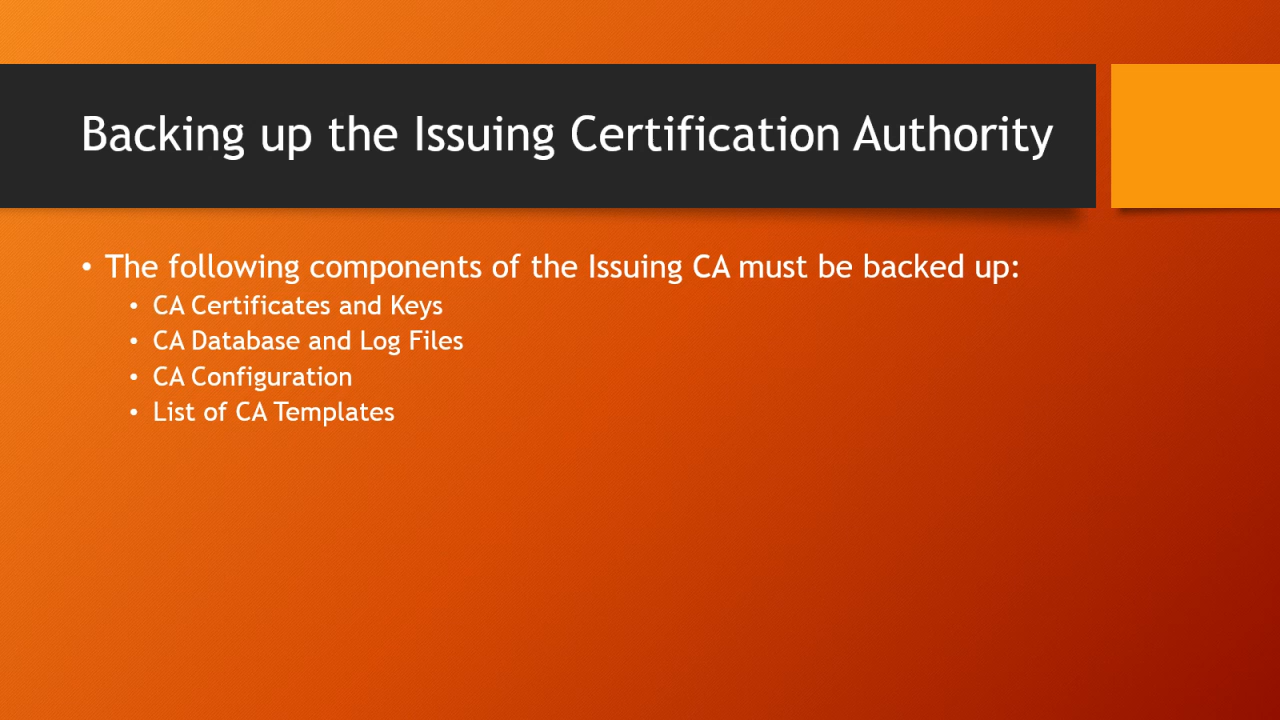 Backing up the Issuing Certification Authority
• The following components of the Issuing CA must be backed up:
• CA Certificates and Keys
• CA Database and Log Files
• CA Configuration
• List of CA Templates